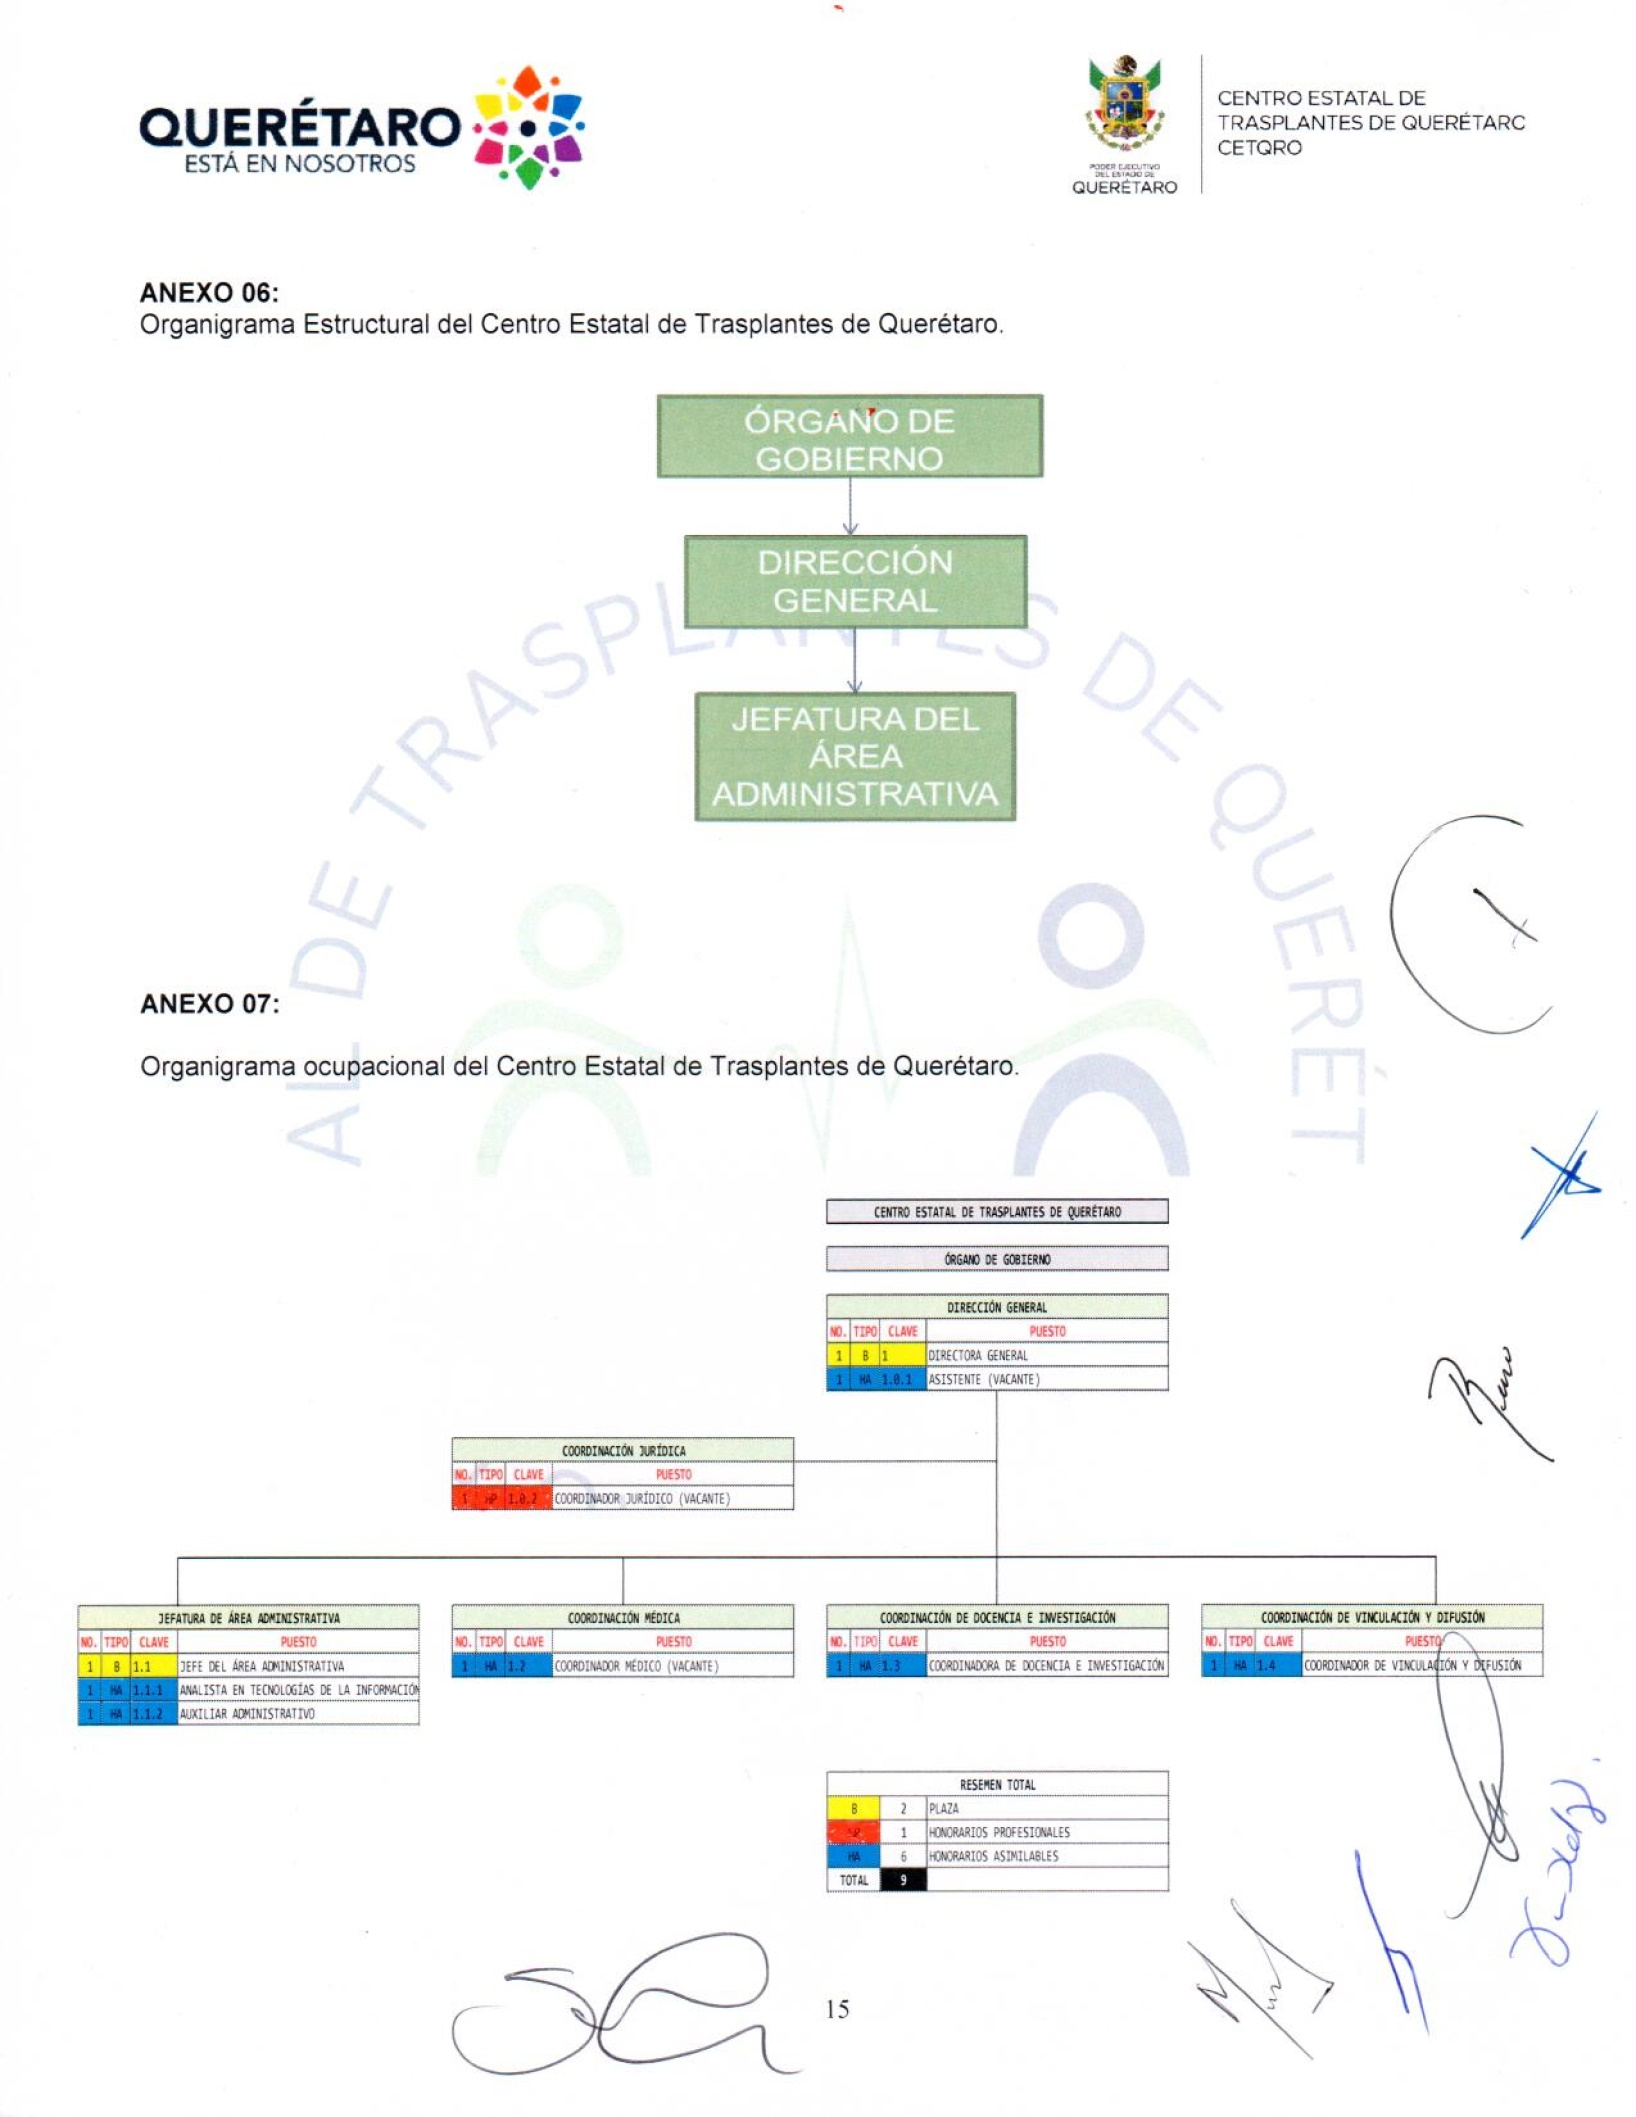 QUERÉTARO
ESTÁ EN NOSOTROS
PODER EJECUTIVO
DEL ESTADO DE
QUERÉTARO
CENTRO ESTATAL DE
TRASPLANTES DE QUERÉTARO
CETQRO
ANEXO 06:
Organigrama Estructural del Centro Estatal de Trasplantes de Querétaro.
ÓRGANO DE
GOBIERNO
DIRECCIÓN
GENERAL
JEFATURA DEL
ÁREA
ADMINISTRATIVA
AL DE TRASPLANTES DE QUERÉT
ANEXO 07:
Organigrama ocupacional del Centro Estatal de Trasplantes de Querétaro.
CENTRO ESTATAL DE TRASPLANTES DE QUERÉTARO
ÓRGANO DE GOBIERNO
DIRECCIÓN GENERAL
NO. TIPO CLAVE PUESTO
1 B 1 DIRECTORA GENERAL
1 HA 1.0.1 ASISTENTE (VACANTE)
COORDINACIÓN JURÍDICA
NO. TIPO CLAVE PUESTO
1 HP 1.0.2 COORDINADOR JURÍDICO (VACANTE)
JEFATURA DE ÁREA ADMINISTRATIVA
NO. TIPO CLAVE PUESTO
1 B 1.1 JEFE DEL ÁREA ADMINISTRATIVA
1 HA 1.1.1 ANALISTA EN TECNOLOGÍAS DE LA INFORMACIÓN
1 HA 1.1.2 AUXILIAR ADMINISTRATIVO
COORDINACIÓN MÉDICA
NO. TIPO CLAVE PUESTO
1 HA 1.2 COORDINADOR MÉDICO (VACANTE)
COORDINACIÓN DE DOCENCIA E INVESTIGACIÓN
NO. TIPO CLAVE PUESTO
1 HA 1.3 COORDINADORA DE DOCENCIA E INVESTIGACIÓN
COORDINACIÓN DE VINCULACIÓN Y DIFUSIÓN
NO. TIPO CLAVE PUESTO
1 HA 1.4 COORDINADOR DE VINCULACIÓN Y DIFUSIÓN
RESEMEN TOTAL
B 2 PLAZA
HP 1 HONORARIOS PROFESIONALES
HA 6 HONORARIOS ASIMILABLES
TOTAL 9
15